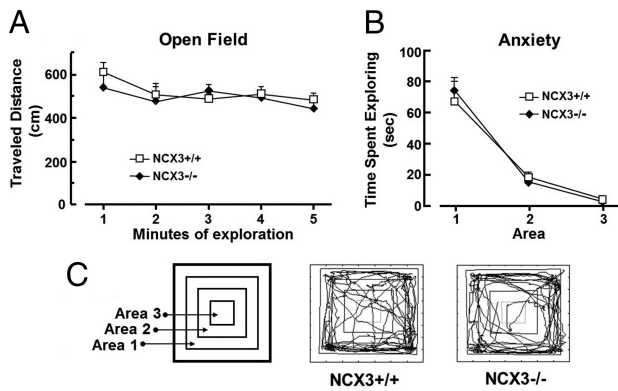 A
Open Field
Traveled Distance
(cm)
600
400
200
0
NCX3+/+
NCX3-/-
1 2 3 4 5
Minutes of exploration
B
Anxiety
Time Spent Exploring
(sec)
100
80
60
40
20
0
NCX3+/+
NCX3-/-
1 2 3
Area
C
Area 3
Area 2
Area 1
NCX3+/+
NCX3-/-